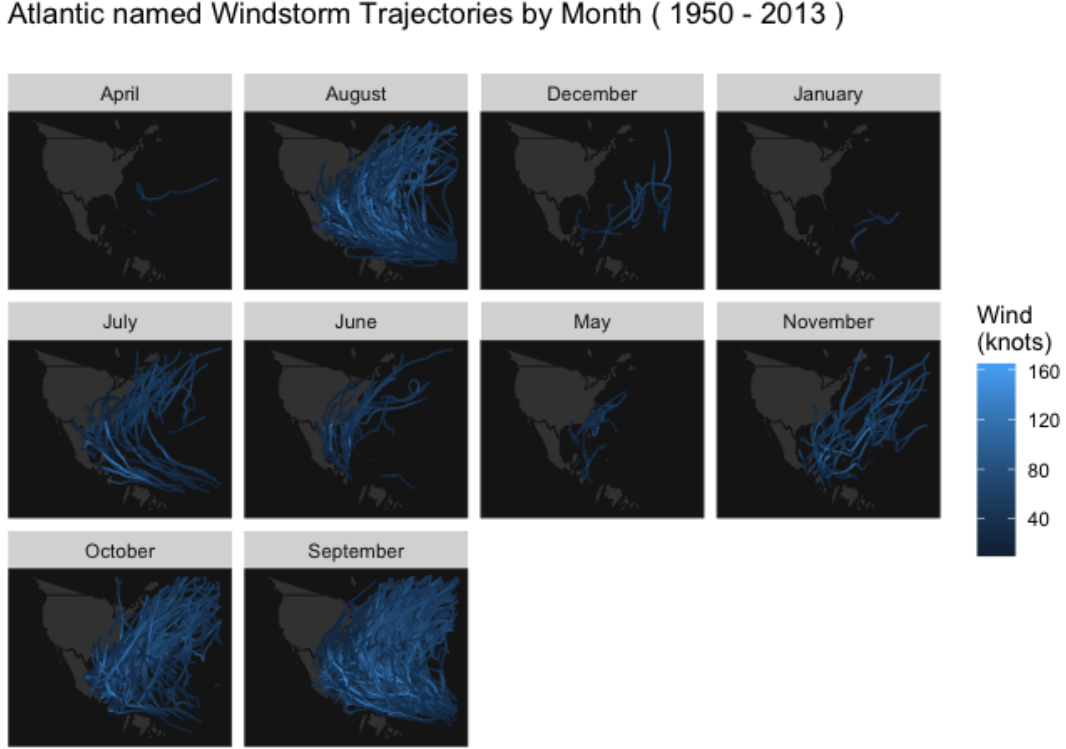 Atlantic named Windstorm Trajectories by Month ( 1950 - 2013 )
April
August
December
January
July
June
May
November
October
September
Wind
(knots)
160
120
80
40